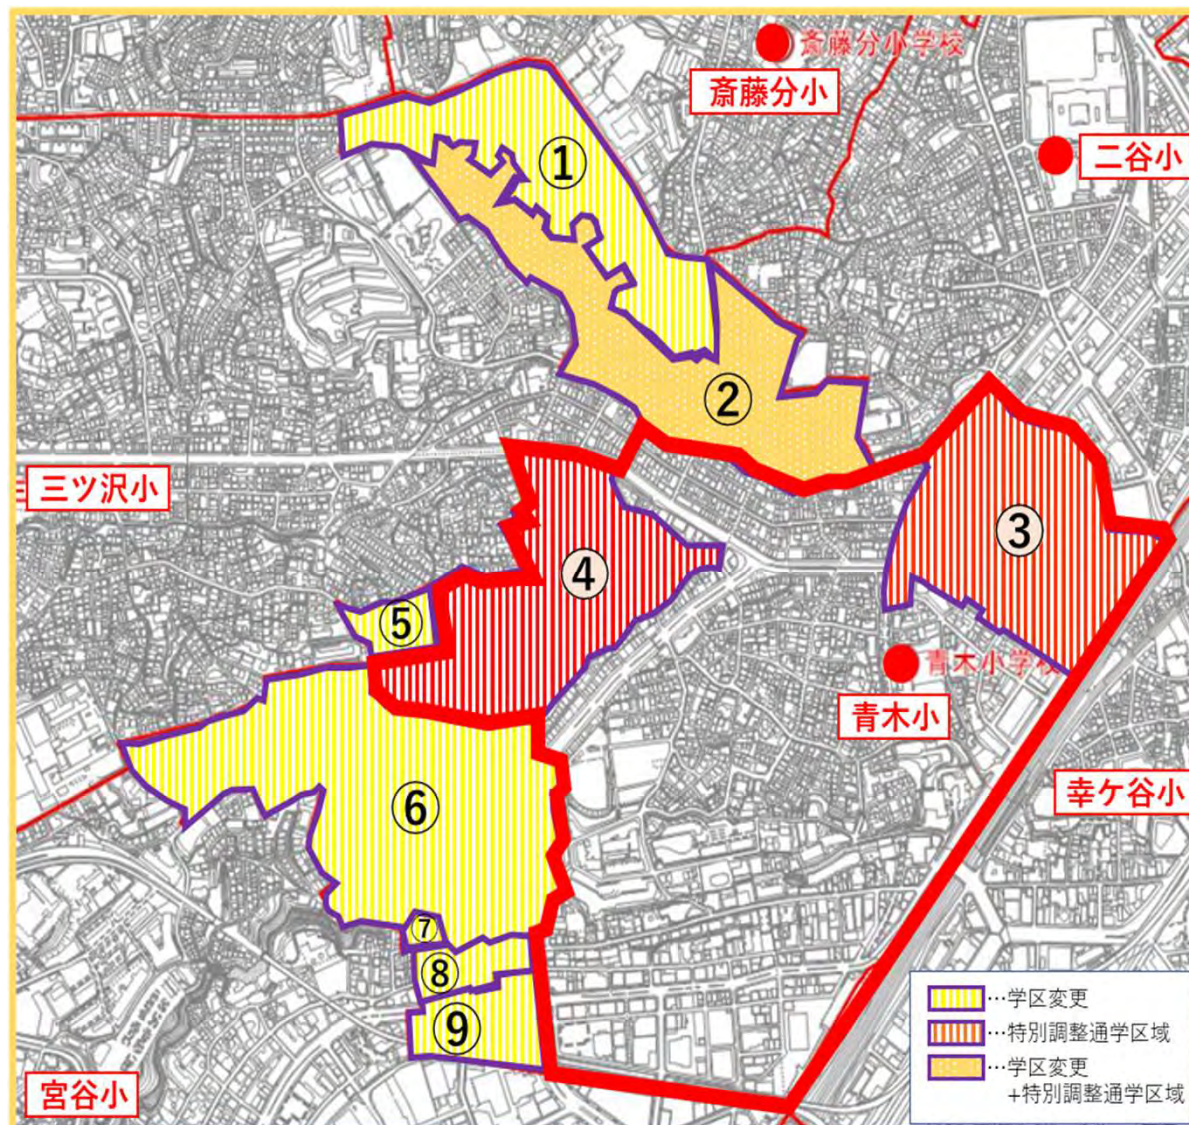 斎藤分小学校
斎藤分小
二谷小
①
②
三ツ沢小
③
④
⑤
青木小学校
青木小
幸ケ谷小
⑥
⑦
⑧
⑨
…学区変更
…特別調整通学区域
…学区変更
+特別調整通学区域
宮谷小